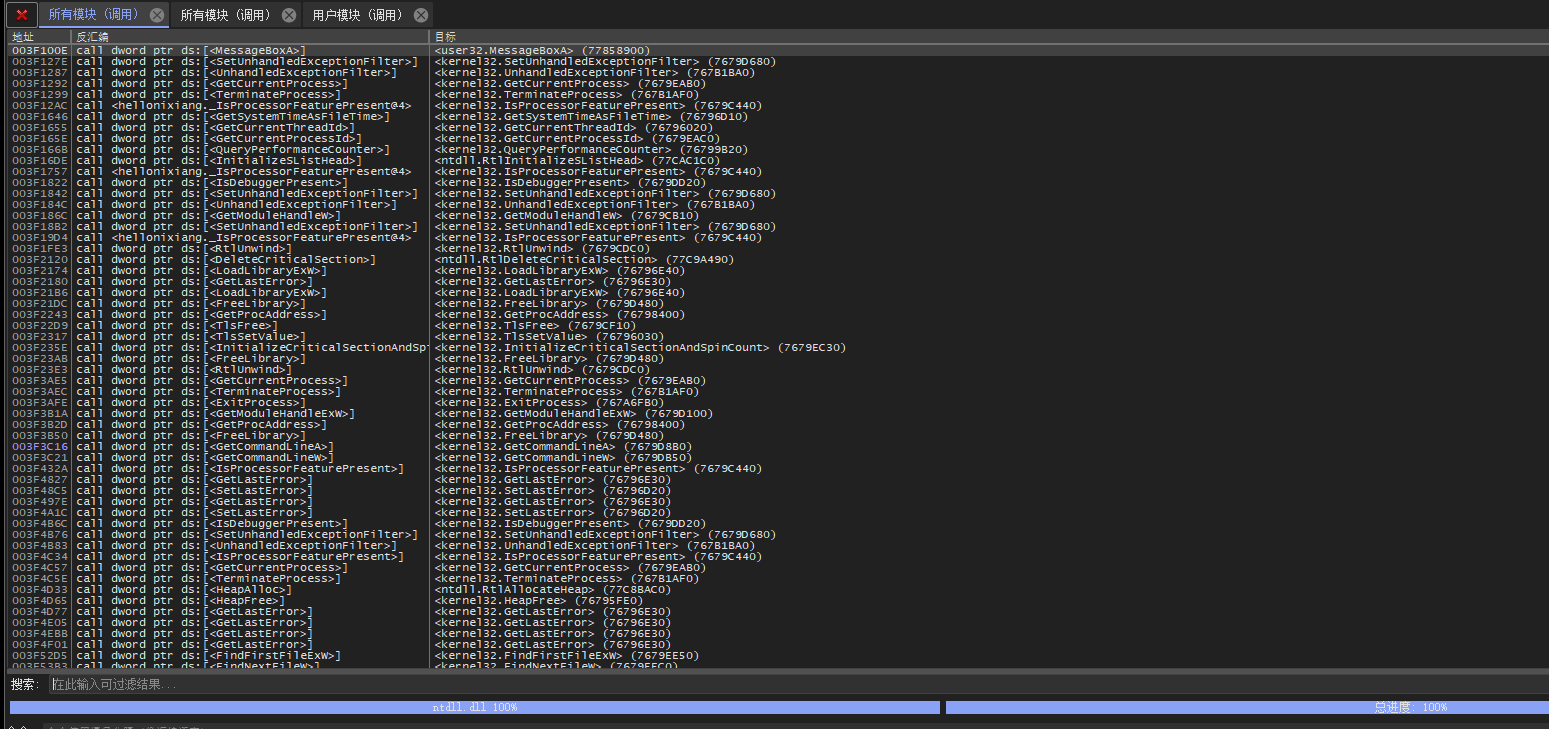 所有模块（调用） 所有模块（调用） 用户模块（调用）
地址 反汇编 目标
003F100E call dword ptr ds:[<MessageBoxA>] <user32.MessageBoxA> (77858900)
003F127E call dword ptr ds:[<SetUnhandledExceptionFilter>] <kernel32.SetUnhandledExceptionFilter> (7679D680)
003F1287 call dword ptr ds:[<UnhandledExceptionFilter>] <kernel32.UnhandledExceptionFilter> (767B1BA0)
003F1292 call dword ptr ds:[<GetCurrentProcess>] <kernel32.GetCurrentProcess> (7679EAB0)
003F1299 call dword ptr ds:[<TerminateProcess>] <kernel32.TerminateProcess> (767B1AF0)
003F12AC call <hellonixiang._IsProcessorFeaturePresent@4> <kernel32.IsProcessorFeaturePresent> (7679C440)
003F1646 call dword ptr ds:[<GetSystemTimeAsFileTime>] <kernel32.GetSystemTimeAsFileTime> (76796D10)
003F1655 call dword ptr ds:[<GetCurrentThreadId>] <kernel32.GetCurrentThreadId> (76796020)
003F165E call dword ptr ds:[<GetCurrentProcessId>] <kernel32.GetCurrentProcessId> (7679EAC0)
003F166B call dword ptr ds:[<QueryPerformanceCounter>] <kernel32.QueryPerformanceCounter> (76799B20)
003F16DE call dword ptr ds:[<InitializeSListHead>] <ntdll.RtlInitializeSListHead> (77CAC1C0)
003F1757 call <hellonixiang._IsProcessorFeaturePresent@4> <kernel32.IsProcessorFeaturePresent> (7679C440)
003F1822 call dword ptr ds:[<IsDebuggerPresent>] <kernel32.IsDebuggerPresent> (7679DD20)
003F1842 call dword ptr ds:[<SetUnhandledExceptionFilter>] <kernel32.SetUnhandledExceptionFilter> (7679D680)
003F184C call dword ptr ds:[<UnhandledExceptionFilter>] <kernel32.UnhandledExceptionFilter> (767B1BA0)
003F186C call dword ptr ds:[<GetModuleHandleW>] <kernel32.GetModuleHandleW> (7679CB10)
003F18B2 call dword ptr ds:[<SetUnhandledExceptionFilter>] <kernel32.SetUnhandledExceptionFilter> (7679D680)
003F19D4 call <hellonixiang._IsProcessorFeaturePresent@4> <kernel32.IsProcessorFeaturePresent> (7679C440)
003F1FE3 call dword ptr ds:[<RtlUnwind>] <kernel32.RtlUnwind> (7679CDC0)
003F2120 call dword ptr ds:[<DeleteCriticalSection>] <ntdll.RtlDeleteCriticalSection> (77C9A490)
003F2174 call dword ptr ds:[<LoadLibraryExW>] <kernel32.LoadLibraryExW> (76796E40)
003F2180 call dword ptr ds:[<GetLastError>] <kernel32.GetLastError> (76796E30)
003F21B6 call dword ptr ds:[<LoadLibraryExW>] <kernel32.LoadLibraryExW> (76796E40)
003F21DC call dword ptr ds:[<FreeLibrary>] <kernel32.FreeLibrary> (7679D480)
003F2243 call dword ptr ds:[<GetProcAddress>] <kernel32.GetProcAddress> (76798400)
003F22D9 call dword ptr ds:[<TlsFree>] <kernel32.TlsFree> (7679CF10)
003F2317 call dword ptr ds:[<TlsSetValue>] <kernel32.TlsSetValue> (76796030)
003F235E call dword ptr ds:[<InitializeCriticalSectionAndSpi <kernel32.InitializeCriticalSectionAndSpinCount> (7679EC30)
003F23AB call dword ptr ds:[<FreeLibrary>] <kernel32.FreeLibrary> (7679D480)
003F23E3 call dword ptr ds:[<RtlUnwind>] <kernel32.RtlUnwind> (7679CDC0)
003F3AE5 call dword ptr ds:[<GetCurrentProcess>] <kernel32.GetCurrentProcess> (7679EAB0)
003F3AEC call dword ptr ds:[<TerminateProcess>] <kernel32.TerminateProcess> (767B1AF0)
003F3AFE call dword ptr ds:[<ExitProcess>] <kernel32.ExitProcess> (767A6FB0)
003F3B1A call dword ptr ds:[<GetModuleHandleExW>] <kernel32.GetModuleHandleExW> (7679D100)
003F3B2D call dword ptr ds:[<GetProcAddress>] <kernel32.GetProcAddress> (76798400)
003F3B50 call dword ptr ds:[<FreeLibrary>] <kernel32.FreeLibrary> (7679D480)
003F3C16 call dword ptr ds:[<GetCommandLineA>] <kernel32.GetCommandLineA> (7679D8B0)
003F3C21 call dword ptr ds:[<GetCommandLineW>] <kernel32.GetCommandLineW> (7679DB50)
003F432A call dword ptr ds:[<IsProcessorFeaturePresent>] <kernel32.IsProcessorFeaturePresent> (7679C440)
003F4827 call dword ptr ds:[<GetLastError>] <kernel32.GetLastError> (76796E30)
003F48C5 call dword ptr ds:[<SetLastError>] <kernel32.SetLastError> (76796D20)
003F497E call dword ptr ds:[<GetLastError>] <kernel32.GetLastError> (76796E30)
003F4A1C call dword ptr ds:[<SetLastError>] <kernel32.SetLastError> (76796D20)
003F4B6C call dword ptr ds:[<IsDebuggerPresent>] <kernel32.IsDebuggerPresent> (7679DD20)
003F4B76 call dword ptr ds:[<SetUnhandledExceptionFilter>] <kernel32.SetUnhandledExceptionFilter> (7679D680)
003F4B83 call dword ptr ds:[<UnhandledExceptionFilter>] <kernel32.UnhandledExceptionFilter> (767B1BA0)
003F4C34 call dword ptr ds:[<IsProcessorFeaturePresent>] <kernel32.IsProcessorFeaturePresent> (7679C440)
003F4C57 call dword ptr ds:[<GetCurrentProcess>] <kernel32.GetCurrentProcess> (7679EAB0)
003F4C5E call dword ptr ds:[<TerminateProcess>] <kernel32.TerminateProcess> (767B1AF0)
003F4D33 call dword ptr ds:[<HeapAlloc>] <ntdll.RtlAllocateHeap> (77C8BAC0)
003F4D65 call dword ptr ds:[<HeapFree>] <kernel32.HeapFree> (76795FE0)
003F4D77 call dword ptr ds:[<GetLastError>] <kernel32.GetLastError> (76796E30)
003F4E05 call dword ptr ds:[<GetLastError>] <kernel32.GetLastError> (76796E30)
003F4EBB call dword ptr ds:[<GetLastError>] <kernel32.GetLastError> (76796E30)
003F4F01 call dword ptr ds:[<GetLastError>] <kernel32.GetLastError> (76796E30)
003F52D5 call dword ptr ds:[<FindFirstFileExW>] <kernel32.FindFirstFileExW> (7679EE50)
003F53B3 call dword ptr ds:[<FindNextFileW>] <kernel32.FindNextFileW>
搜索： 在此输入可过滤结果...
ntdll.dll 100% 总进度: 100%